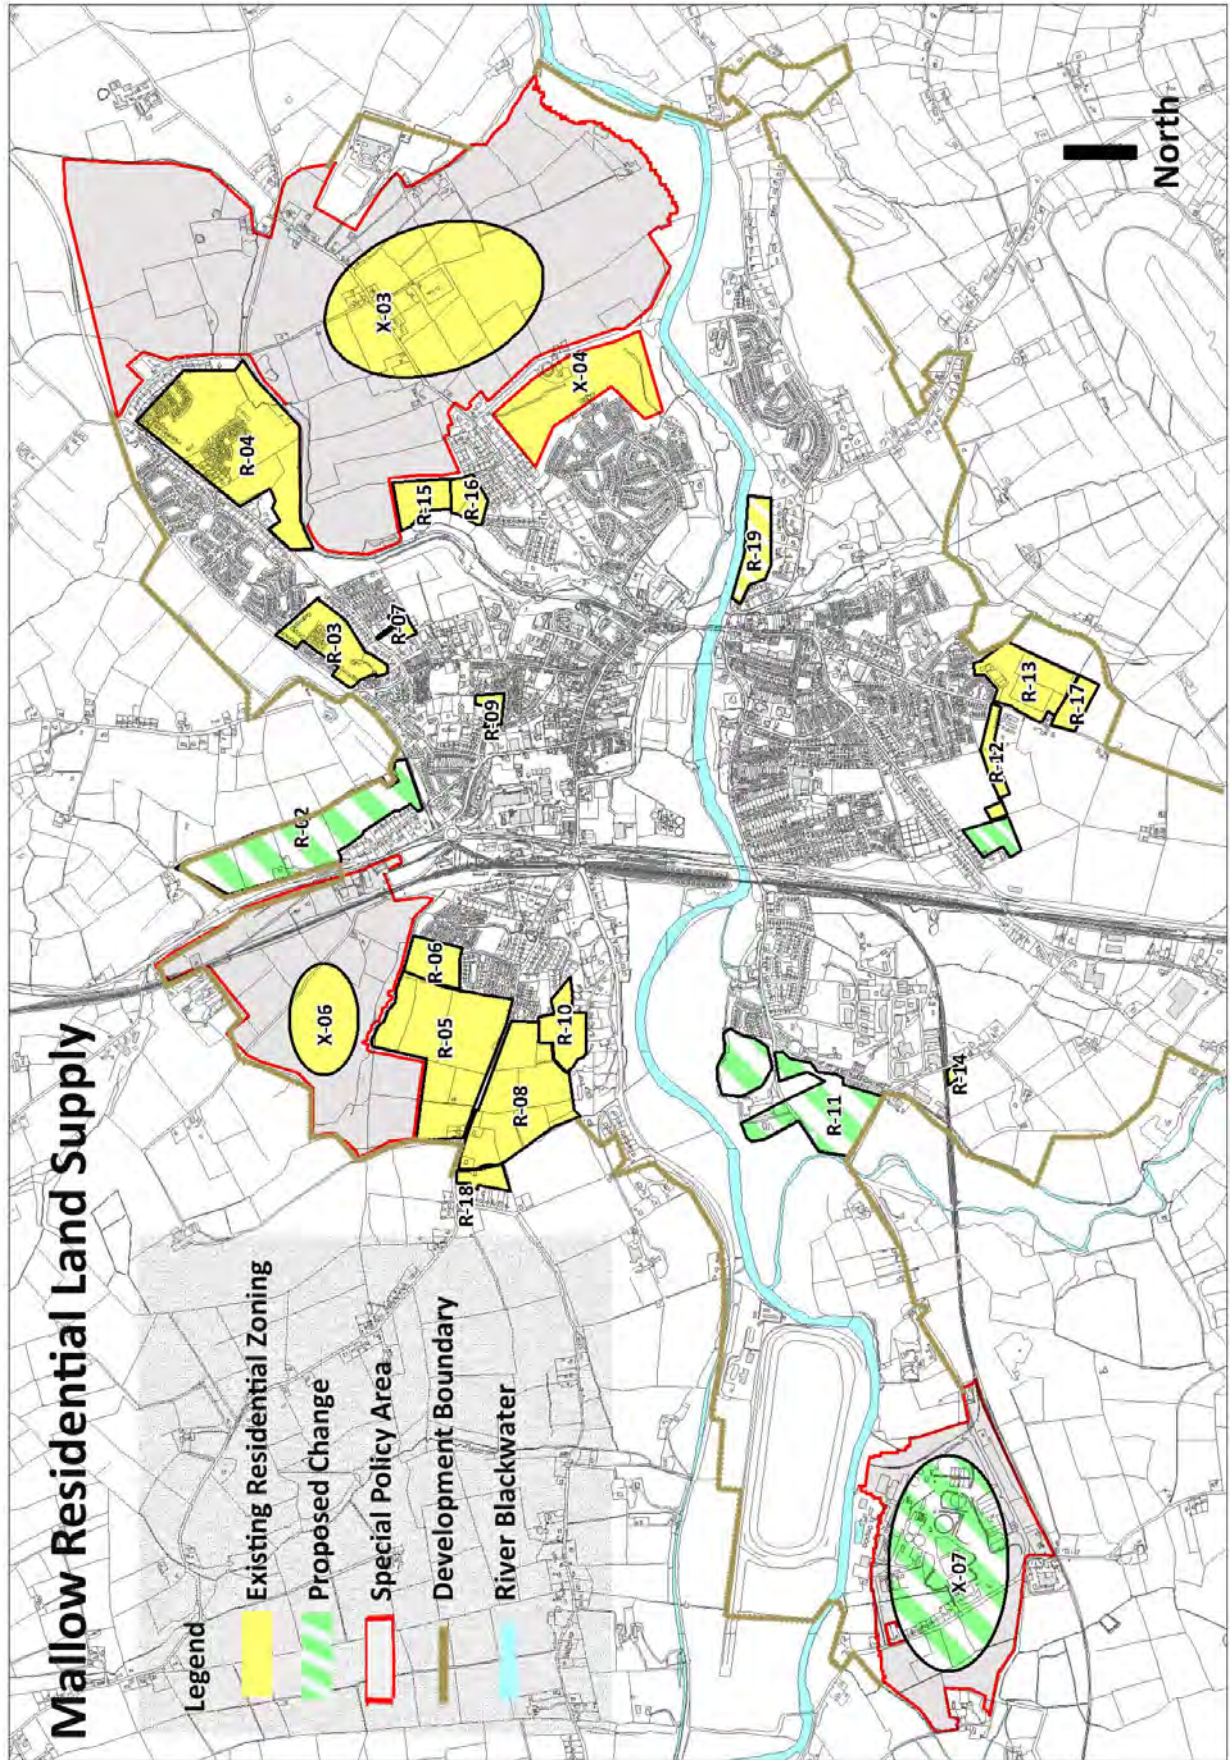 Mallow Residential Land Supply
Legend
Existing Residential Zoning
Proposed Change
Special Policy Area
Development Boundary
River Blackwater
R-02
R-04
X-03
X-04
R-15
R-16
R-03
R-07
R-09
X-06
R-06
R-05
R-08
R-10
R-18
R-19
R-13
R-17
R-12
R-14
R-11
X-07
North